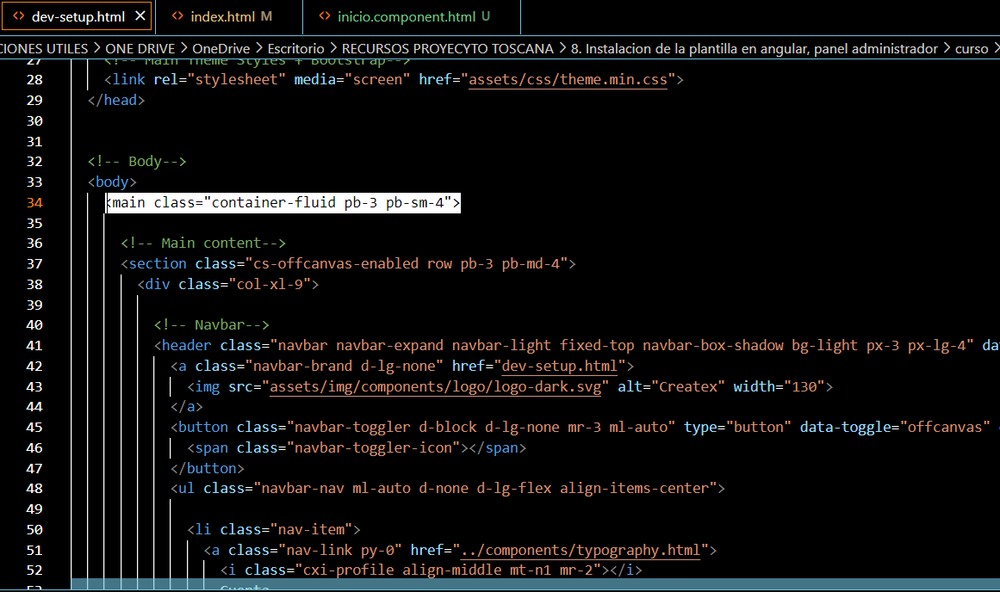 <> dev-setup.html ✕ <> index.html M <> inicio.component.html U
CIONES UTILES > ONE DRIVE > OneDrive > Escritorio > RECURSOS PROYECYTO TOSCANA > 8. Instalacion de la plantilla en angular, panel administrador > curso >
27 <!-- Main Theme Styles + Bootstrap-->
28 <link rel="stylesheet" media="screen" href="assets/css/theme.min.css">
29 </head>
30
31
32 <!-- Body-->
33 <body>
34 <main class="container-fluid pb-3 pb-sm-4">
35
36 <!-- Main content-->
37 <section class="cs-offcanvas-enabled row pb-3 pb-md-4">
38 <div class="col-xl-9">
39
40 <!-- Navbar-->
41 <header class="navbar navbar-expand navbar-light fixed-top navbar-box-shadow bg-light px-3 px-lg-4" da
42 <a class="navbar-brand d-lg-none" href="dev-setup.html">
43 <img src="assets/img/components/logo/logo-dark.svg" alt="Createx" width="130">
44 </a>
45 <button class="navbar-toggler d-block d-lg-none mr-3 ml-auto" type="button" data-toggle="offcanvas"
46 <span class="navbar-toggler-icon"></span>
47 </button>
48 <ul class="navbar-nav ml-auto d-none d-lg-flex align-items-center">
49
50 <li class="nav-item">
51 <a class="nav-link py-0" href="../components/typography.html">
52 <i class="cxi-profile align-middle mt-n1 mr-2"></i>
53 Cuenta